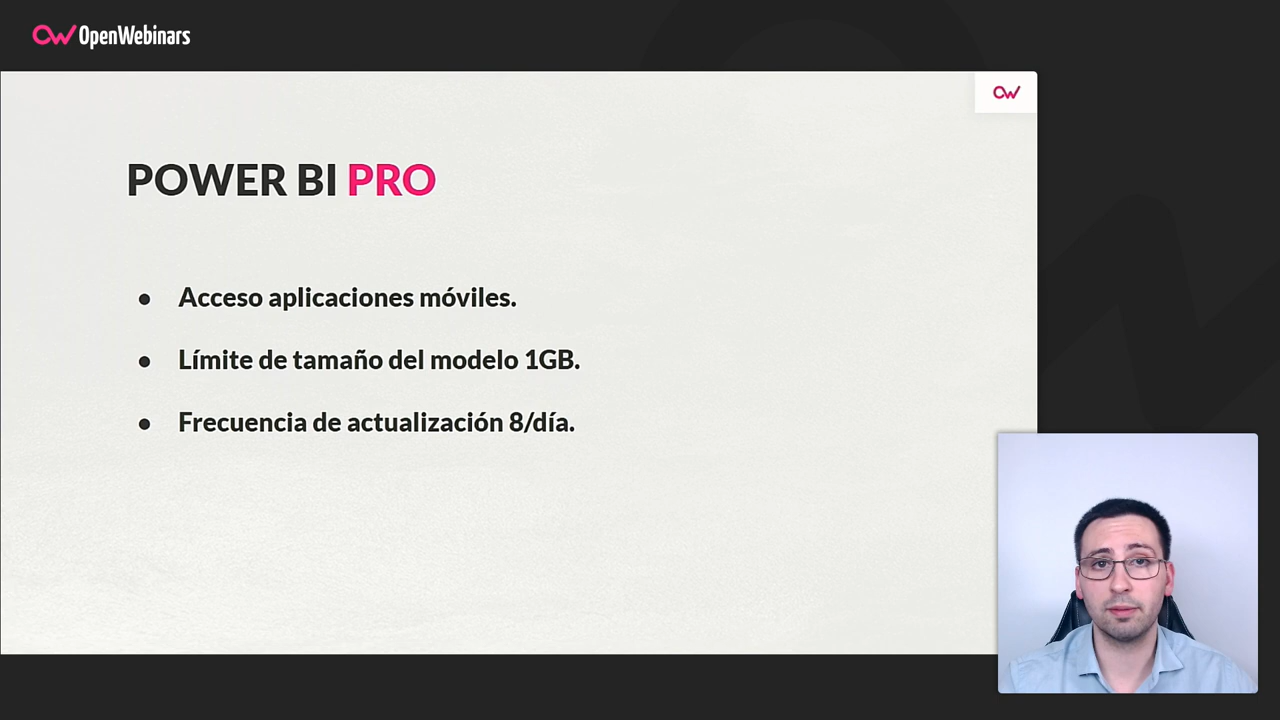 OpenWebinars
POWER BI PRO
● Acceso aplicaciones móviles.
● Límite de tamaño del modelo 1GB.
● Frecuencia de actualización 8/día.